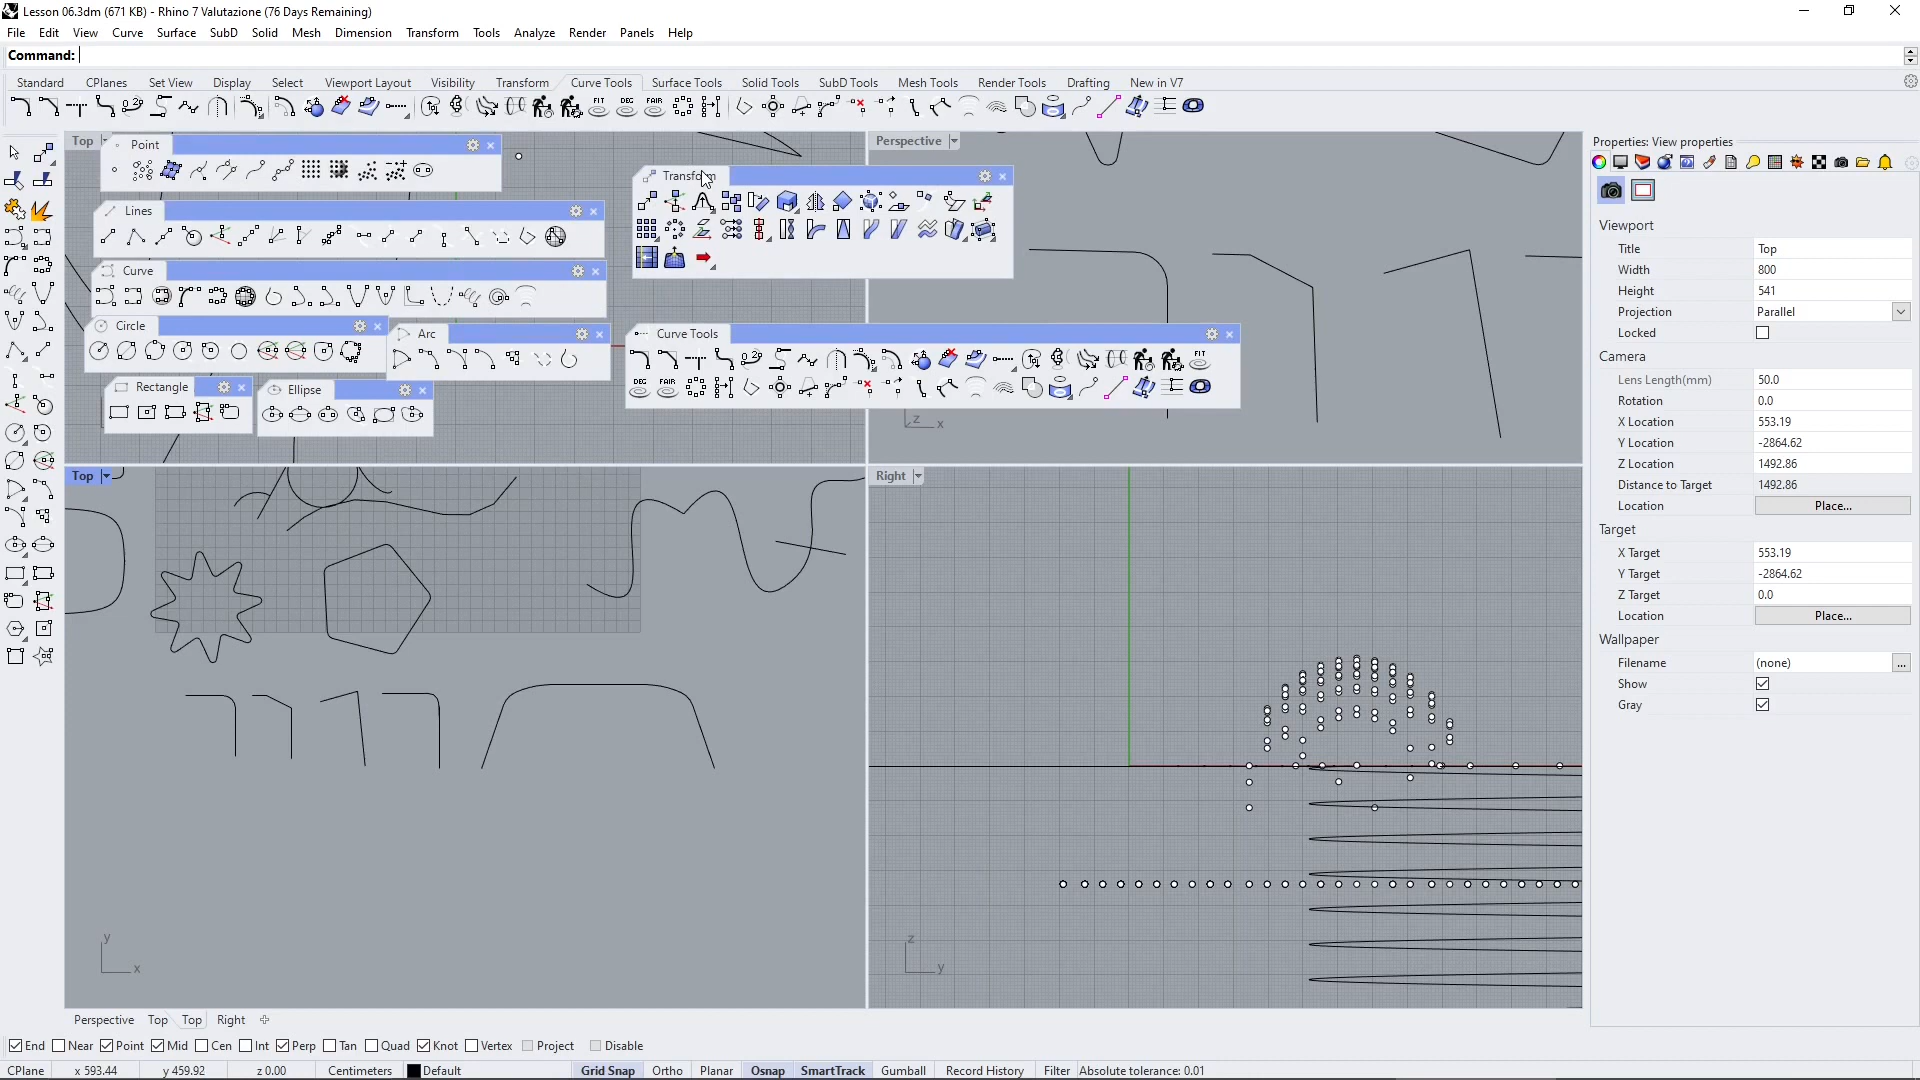 Lesson 06.3dm (671 KB) - Rhino 7 Valutazione (76 Days Remaining)
File Edit View Curve Surface SubD Solid Mesh Dimension Transform Tools Analyze Render Panels Help
Command:
Standard CPlanes Set View Display Select Viewport Layout Visibility Transform Curve Tools Surface Tools Solid Tools SubD Tools Mesh Tools Render Tools Drafting New in V7
FIT DEG FAIR
Top
Point
Lines
Curve
Circle
Arc
Rectangle
Ellipse
Perspective
Transform
Curve Tools
FIT
DEG FAIR
z x
Top
y
x
Right
z
y
Properties: View properties
Viewport
Title Top
Width 800
Height 541
Projection Parallel
Locked
Camera
Lens Length(mm) 50.0
Rotation 0.0
X Location 553.19
Y Location -2864.62
Z Location 1492.86
Distance to Target 1492.86
Location Place...
Target
X Target 553.19
Y Target -2864.62
Z Target 0.0
Location Place...
Wallpaper
Filename (none) ...
Show
Gray
Perspective Top Top Right
End Near Point Mid Cen Int Perp Tan Quad Knot Vertex Project Disable
CPlane x 593.44 y 459.92 z 0.00 Centimeters Default Grid Snap Ortho Planar Osnap SmartTrack Gumball Record History Filter Absolute tolerance: 0.01